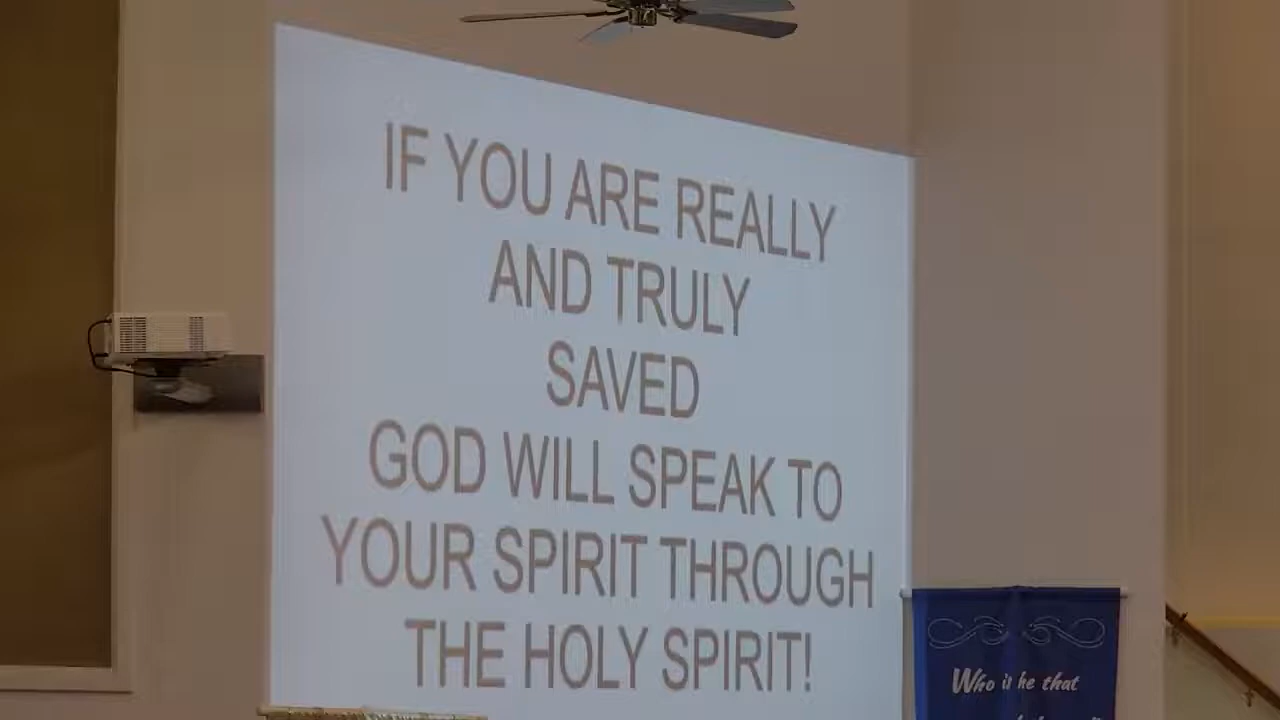 IF YOU ARE REALLY
AND TRULY
SAVED
GOD WILL SPEAK TO
YOUR SPIRIT THROUGH
THE HOLY SPIRIT!
Who is he that